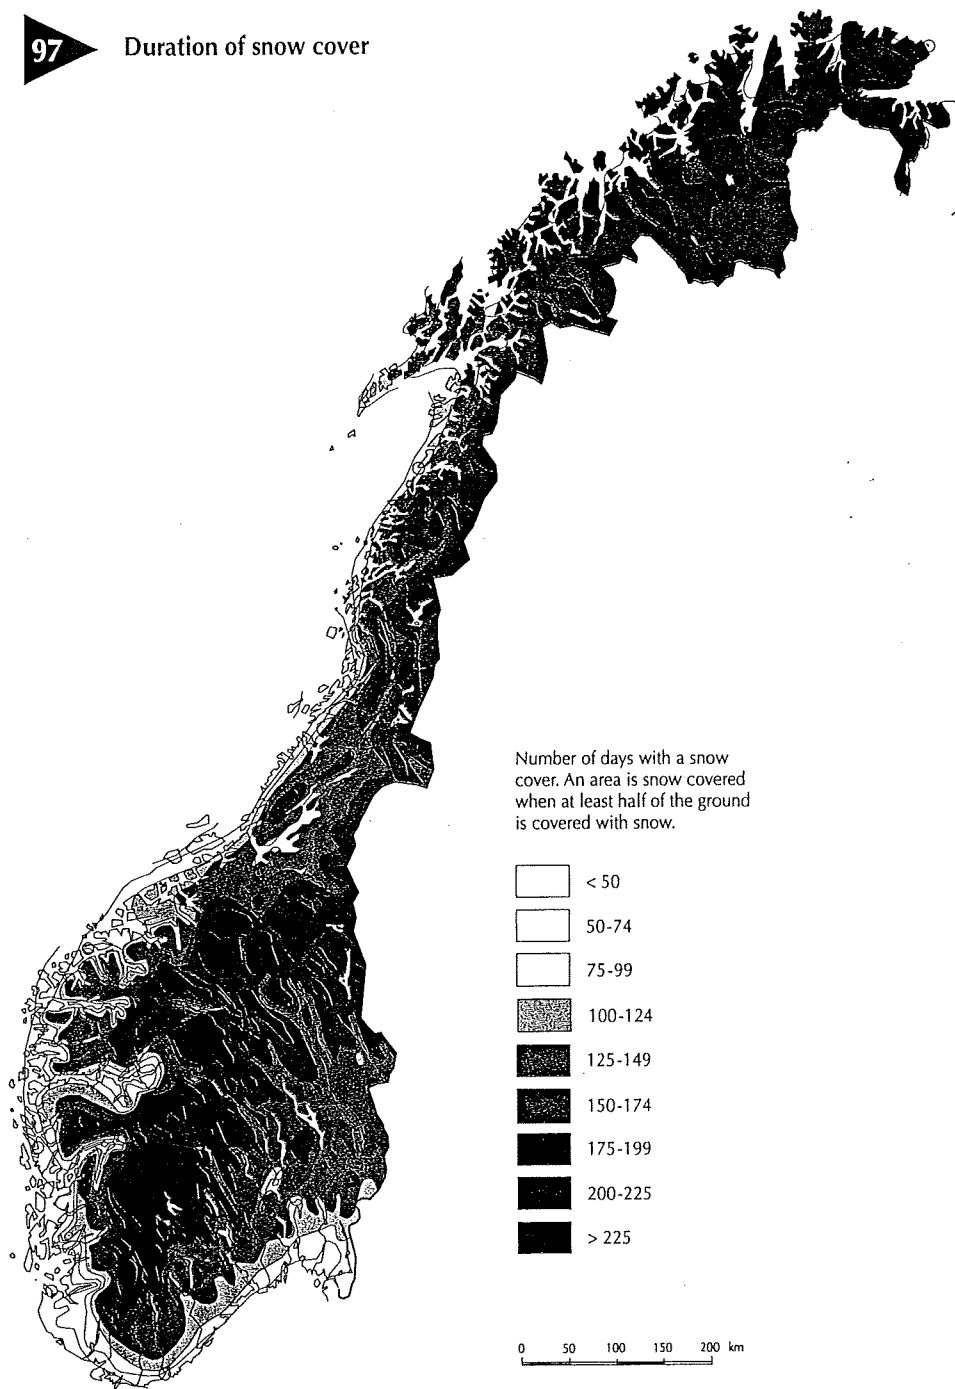 97
Duration of snow cover
Number of days with a snow
cover. An area is snow covered
when at least half of the ground
is covered with snow.
< 50
50-74
75-99
100-124
125-149
150-174
175-199
200-225
> 225
0 50 100 150 200 km